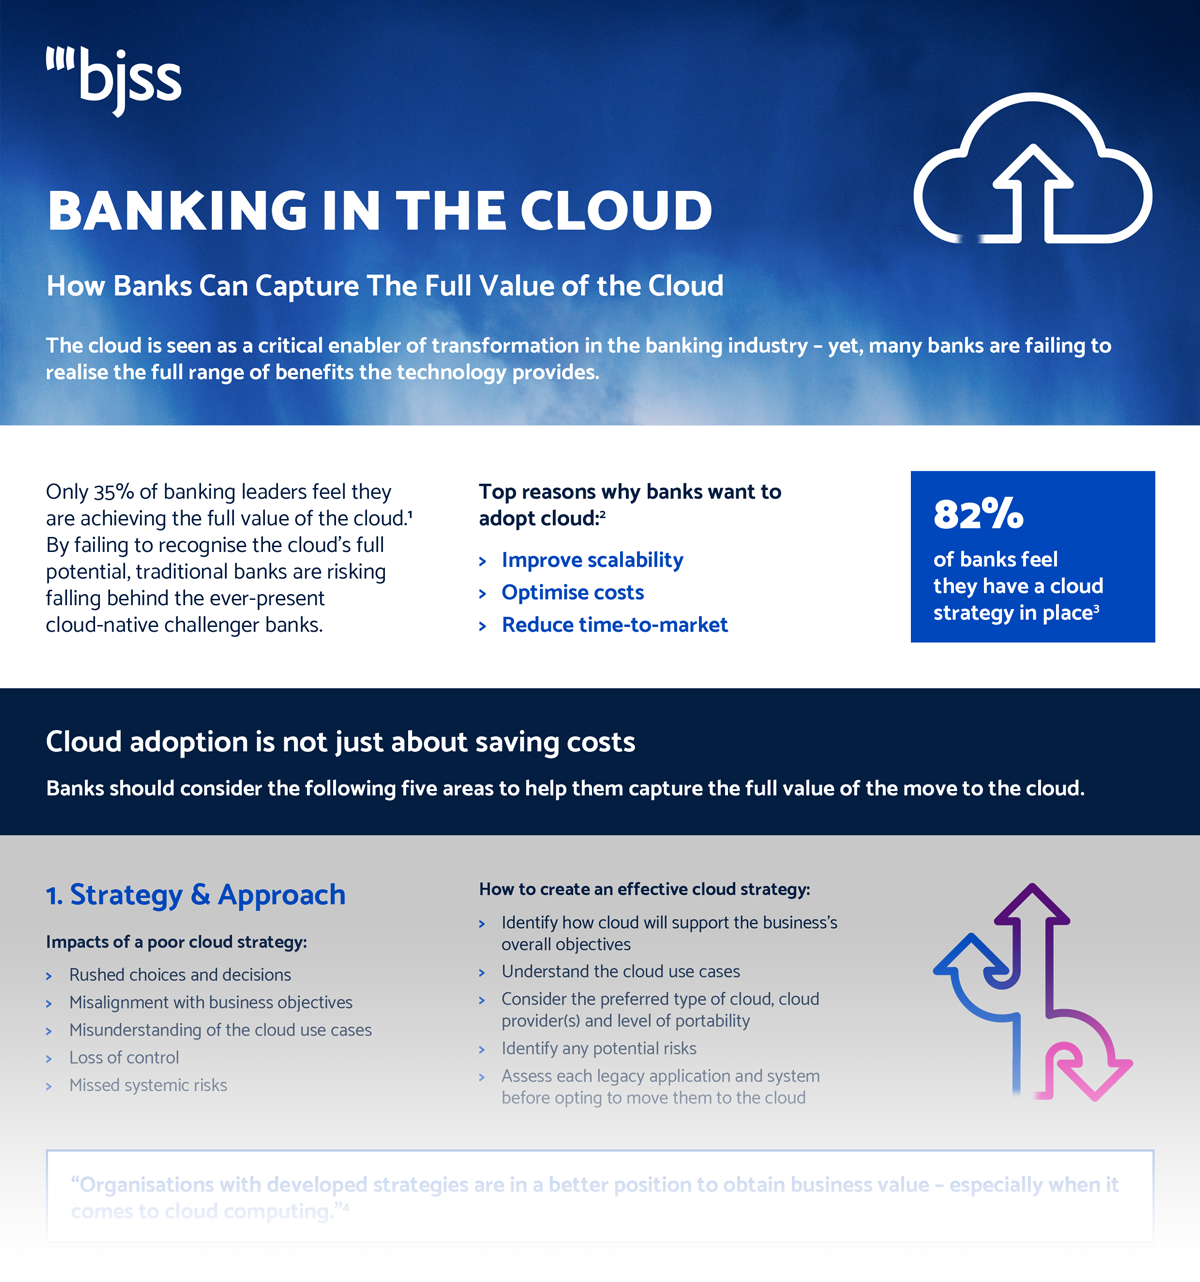 bjss
BANKING IN THE CLOUD
How Banks Can Capture The Full Value of the Cloud
The cloud is seen as a critical enabler of transformation in the banking industry – yet, many banks are failing to
realise the full range of benefits the technology provides.
Only 35% of banking leaders feel they
are achieving the full value of the cloud.¹
By failing to recognise the cloud's full
potential, traditional banks are risking
falling behind the ever-present
cloud-native challenger banks.
Top reasons why banks want to
adopt cloud:²
> Improve scalability
> Optimise costs
> Reduce time-to-market
82%
of banks feel
they have a cloud
strategy in place³
Cloud adoption is not just about saving costs
Banks should consider the following five areas to help them capture the full value of the move to the cloud.
1. Strategy & Approach
Impacts of a poor cloud strategy:
> Rushed choices and decisions
> Misalignment with business objectives
> Misunderstanding of the cloud use cases
> Loss of control
> Missed systemic risks
How to create an effective cloud strategy:
> Identify how cloud will support the business's
overall objectives
> Understand the cloud use cases
> Consider the preferred type of cloud, cloud
provider(s) and level of portability
> Identify any potential risks
> Assess each legacy application and system
before opting to move them to the cloud
“Organisations with developed strategies are in a better position to obtain business value – especially when it
comes to cloud computing.”⁴